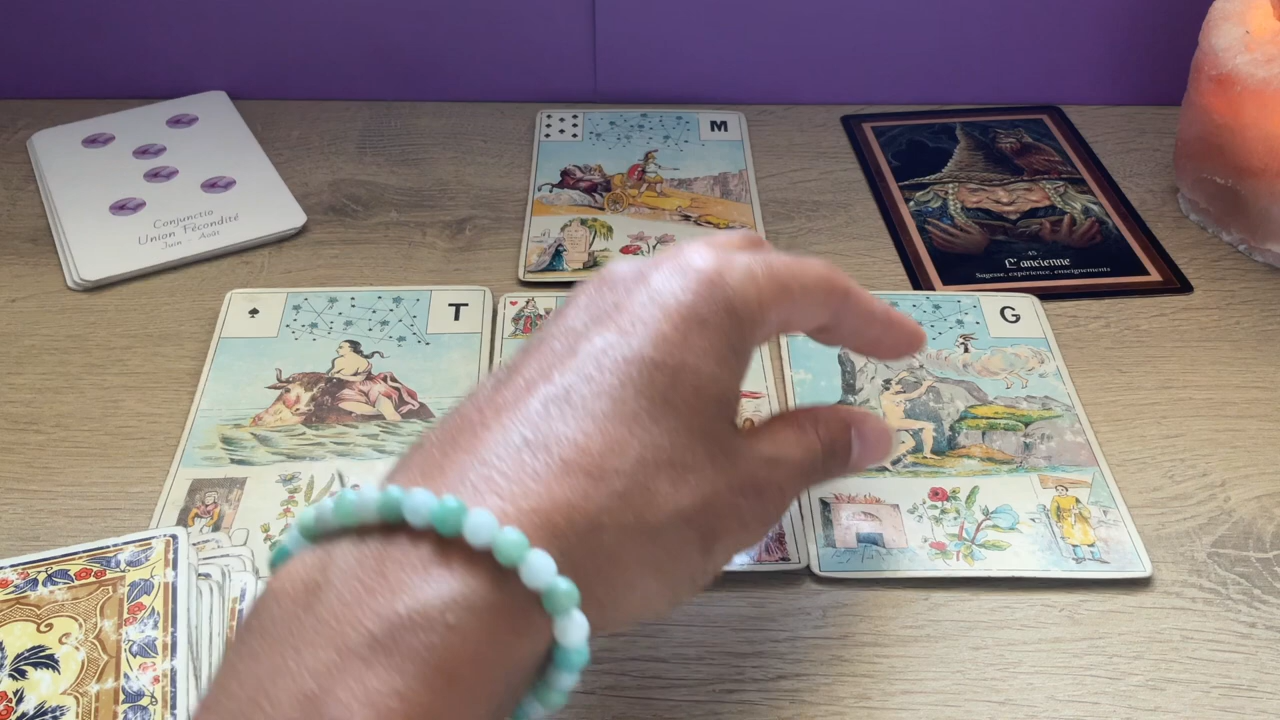 Conjunctio
Union Fécondité
Juin - Août
M
45
L'ancienne
Sagesse, expérience, enseignements
T
G